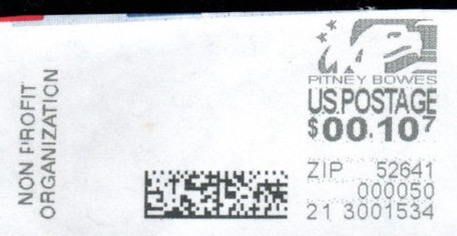 NON PROFIT
ORGANIZATION
PITNEY BOWES
US POSTAGE
$00.10⁷
ZIP 52641
000050
21 3001534